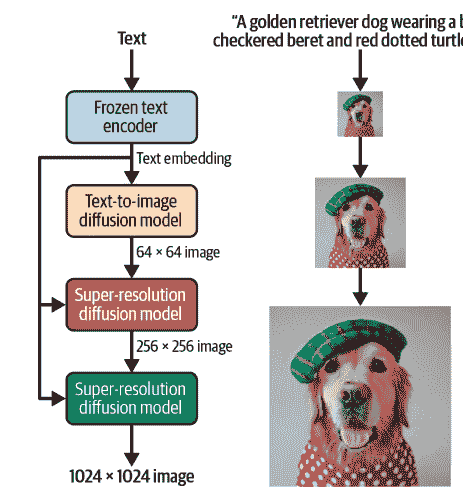 Text
Frozen text
encoder
Text embedding
Text-to-image
diffusion model
64 × 64 image
Super-resolution
diffusion model
256 × 256 image
Super-resolution
diffusion model
1024 × 1024 image
"A golden retriever dog wearing a
checkered beret and red dotted